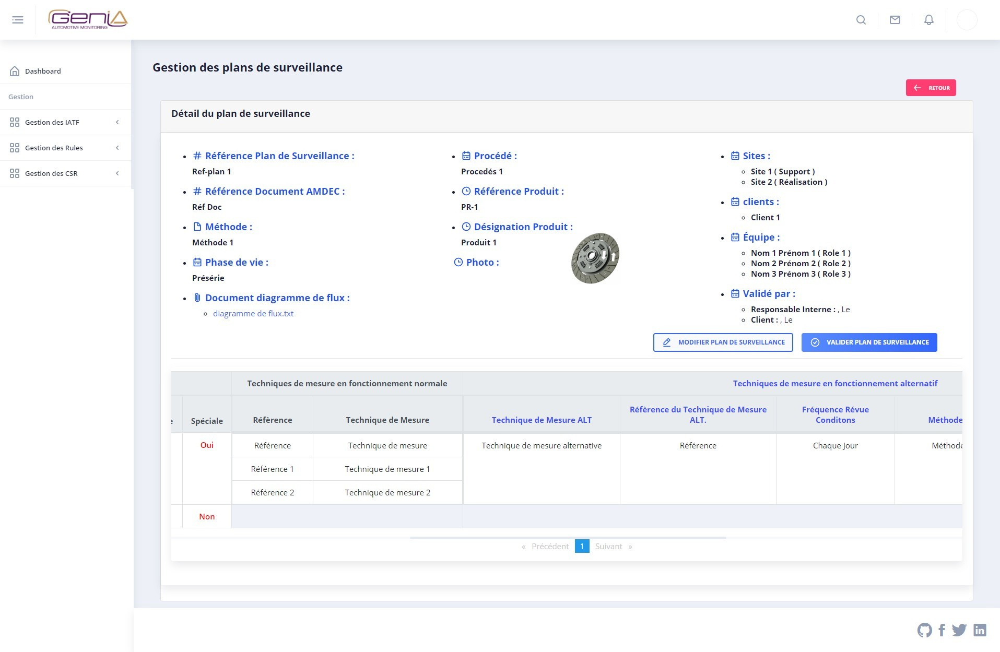 GeniA
AUTOMOTIVE MONITORING
Dashboard
Gestion
Gestion des IATF
Gestion des Rules
Gestion des CSR
Gestion des plans de surveillance
RETOUR
Détail du plan de surveillance
Référence Plan de Surveillance :
Ref-plan 1
Référence Document AMDEC :
Réf Doc
Méthode :
Méthode 1
Phase de vie :
Présérie
Document diagramme de flux :
diagramme de flux.txt
Procédé :
Procedés 1
Référence Produit :
PR-1
Désignation Produit :
Produit 1
Photo :
Sites :
Site 1 ( Support )
Site 2 ( Réalisation )
clients :
Client 1
Équipe :
Nom 1 Prénom 1 ( Role 1 )
Nom 2 Prénom 2 ( Role 2 )
Nom 3 Prénom 3 ( Role 3 )
Validé par :
Responsable Interne : , Le
Client : , Le
MODIFIER PLAN DE SURVEILLANCE
VALIDER PLAN DE SURVEILLANCE
Techniques de mesure en fonctionnement normale
Techniques de mesure en fonctionnement alternatif
Spéciale
Réfèrence
Technique de Mesure
Technique de Mesure ALT
Réfèrence du Technique de Mesure
ALT.
Fréquence Révue
Conditons
Méthode
Oui
Référence
Technique de mesure
Technique de mesure alternative
Référence
Chaque Jour
Méthode
Référence 1
Technique de mesure 1
Référence 2
Technique de mesure 2
Non
« Précédent 1 Suivant »